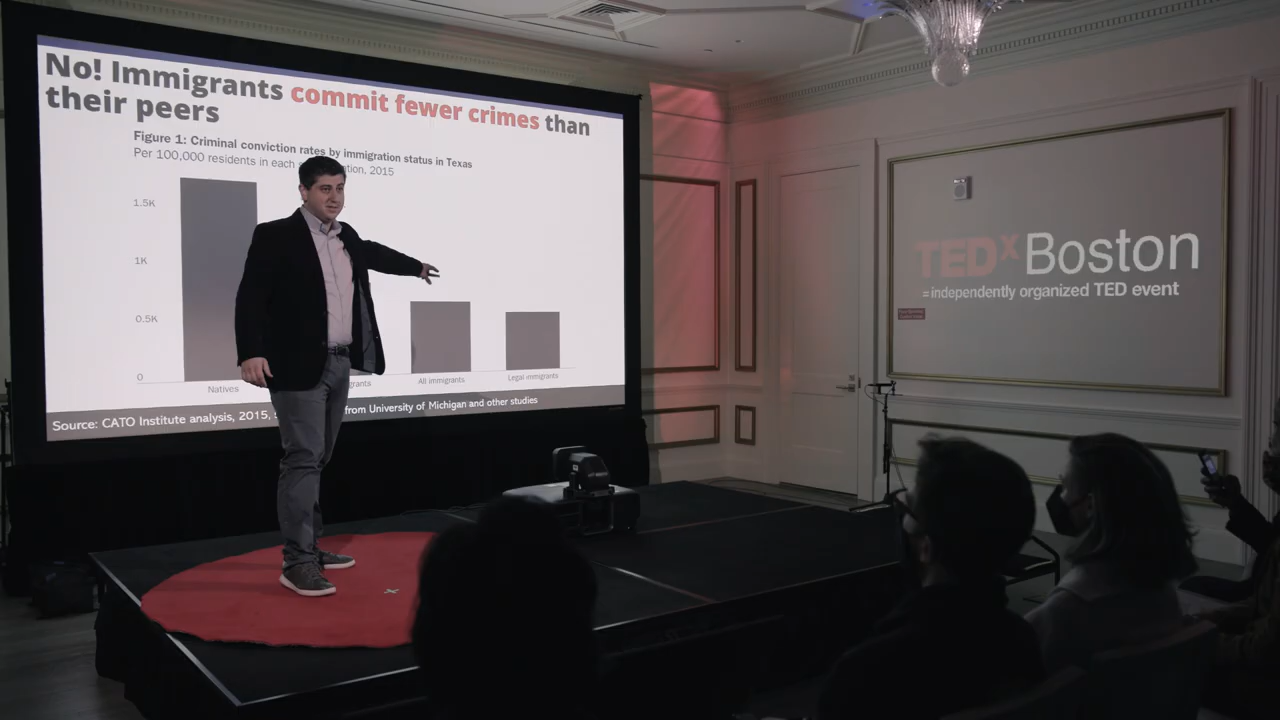 No! Immigrants commit fewer crimes than
their peers
Figure 1: Criminal conviction rates by immigration status in Texas
Per 100,000 residents in each 2015
1.5K
1K
0.5K
0
Natives
All immigrants
Legal immigrants
Source: CATO Institute analysis, 2015, from University of Michigan and other studies
TEDx Boston
= independently organized TED event